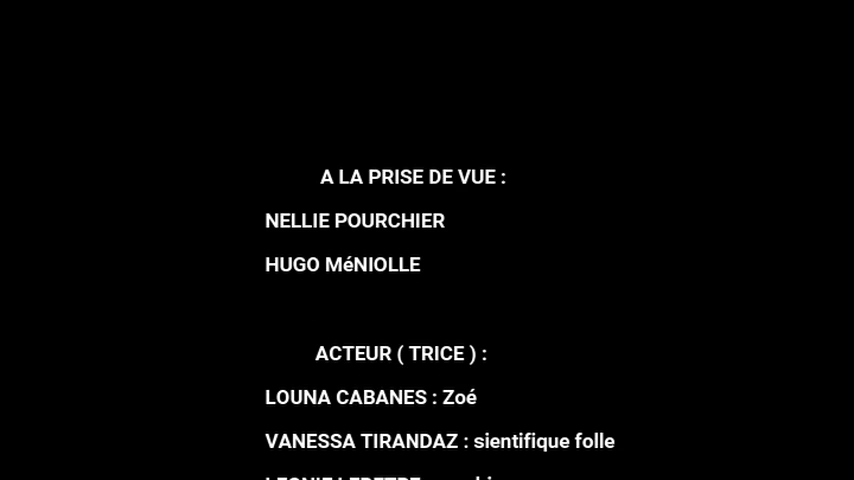 A LA PRISE DE VUE :
NELLIE POURCHIER
HUGO MéNIOLLE
ACTEUR ( TRICE ) :
LOUNA CABANES : Zoé
VANESSA TIRANDAZ : sientifique folle